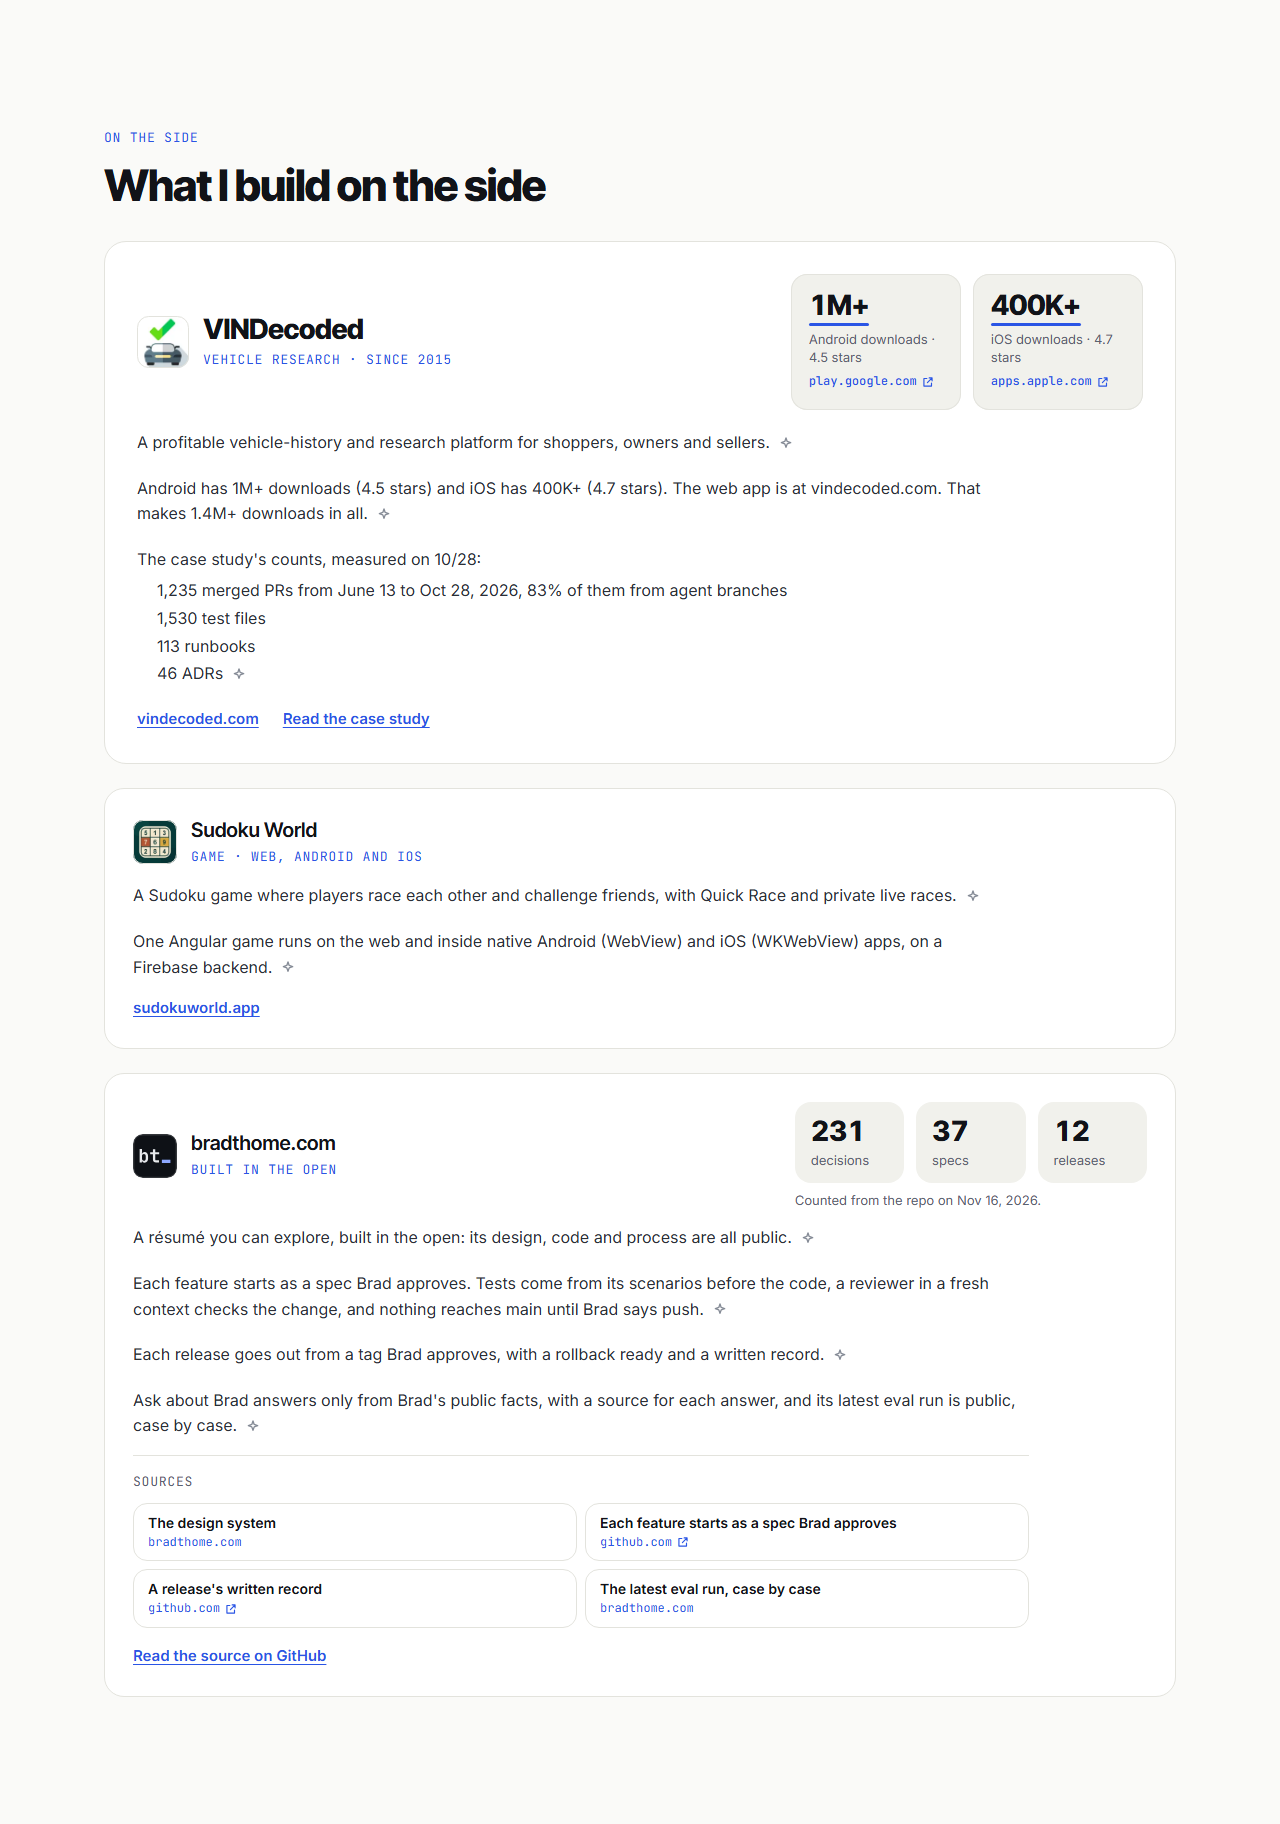 ON THE SIDE
What I build on the side
VINDecoded
VEHICLE RESEARCH · SINCE 2015
1M+
Android downloads ·
4.5 stars
play.google.com
400K+
iOS downloads · 4.7
stars
apps.apple.com
A profitable vehicle-history and research platform for shoppers, owners and sellers.
Android has 1M+ downloads (4.5 stars) and iOS has 400K+ (4.7 stars). The web app is at vindecoded.com. That
makes 1.4M+ downloads in all.
The case study's counts, measured on 10/28:
1,235 merged PRs from June 13 to Oct 28, 2026, 83% of them from agent branches
1,530 test files
113 runbooks
46 ADRs
vindecoded.com Read the case study
Sudoku World
GAME · WEB, ANDROID AND IOS
A Sudoku game where players race each other and challenge friends, with Quick Race and private live races.
One Angular game runs on the web and inside native Android (WebView) and iOS (WKWebView) apps, on a
Firebase backend.
sudokuworld.app
bt_
bradthome.com
BUILT IN THE OPEN
231
decisions
37
specs
12
releases
Counted from the repo on Nov 16, 2026.
A résumé you can explore, built in the open: its design, code and process are all public.
Each feature starts as a spec Brad approves. Tests come from its scenarios before the code, a reviewer in a fresh
context checks the change, and nothing reaches main until Brad says push.
Each release goes out from a tag Brad approves, with a rollback ready and a written record.
Ask about Brad answers only from Brad's public facts, with a source for each answer, and its latest eval run is public,
case by case.
SOURCES
The design system
bradthome.com
Each feature starts as a spec Brad approves
github.com
A release's written record
github.com
The latest eval run, case by case
bradthome.com
Read the source on GitHub